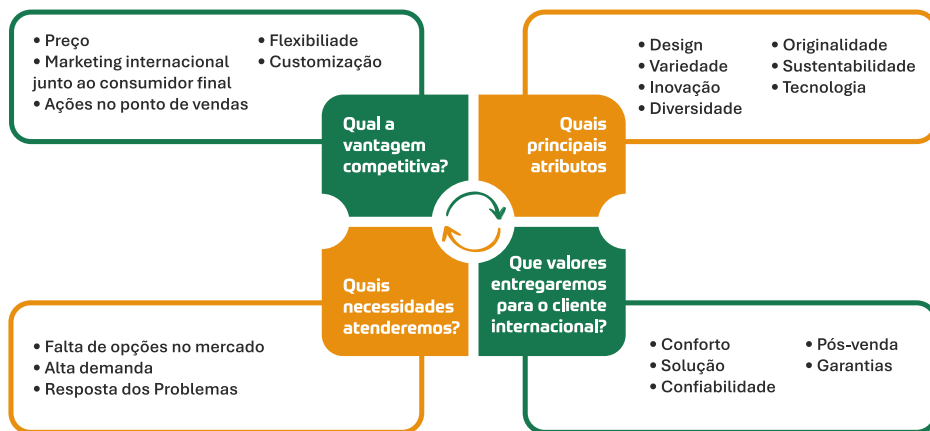 • Preço
• Marketing internacional
junto ao consumidor final
• Ações no ponto de vendas
• Flexibiliade
• Customização
Qual a
vantagem
competitiva?
• Design
• Variedade
• Inovação
• Diversidade
• Originalidade
• Sustentabilidade
• Tecnologia
Quais
principais
atributos
Quais
necessidades
atenderemos?
• Falta de opções no mercado
• Alta demanda
• Resposta dos Problemas
Que valores
entregaremos
para o cliente
internacional?
• Conforto
• Solução
• Confiabilidade
• Pós-venda
• Garantias